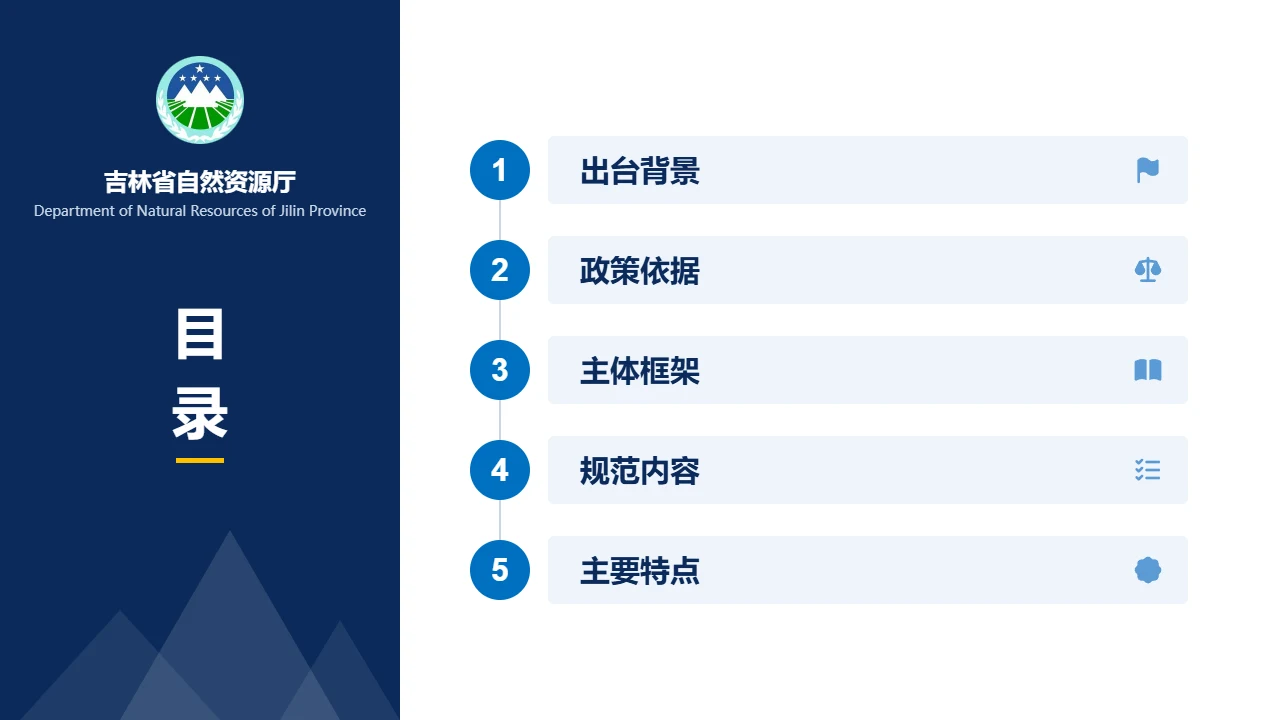 吉林省自然资源厅
Department of Natural Resources of Jilin Province
目
录
1 出台背景
2 政策依据
3 主体框架
4 规范内容
5 主要特点